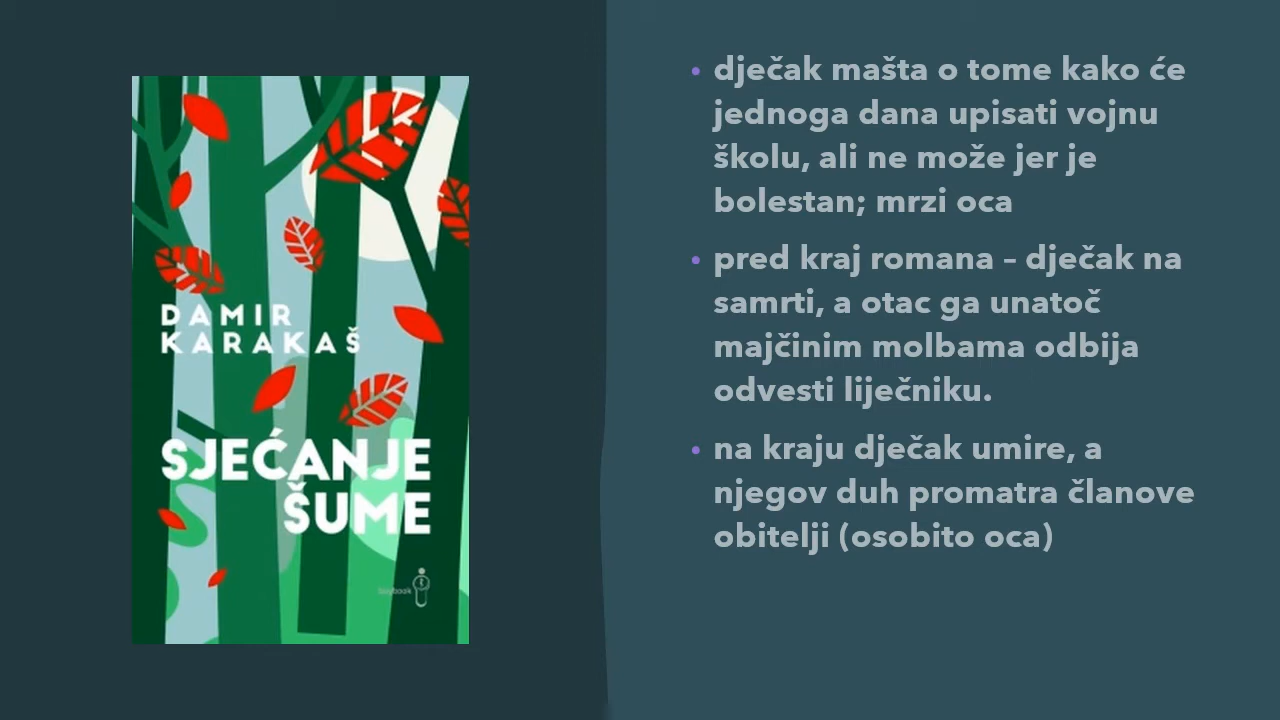 DAMIR
KARAKAŠ
SJEĆANJE
ŠUME
dječak mašta o tome kako će
jednoga dana upisati vojnu
školu, ali ne može jer je
bolestan; mrzi oca
pred kraj romana – dječak na
samrti, a otac ga unatoč
majčinim molbama odbija
odvesti liječniku.
na kraju dječak umire, a
njegov duh promatra članove
obitelji (osobito oca)